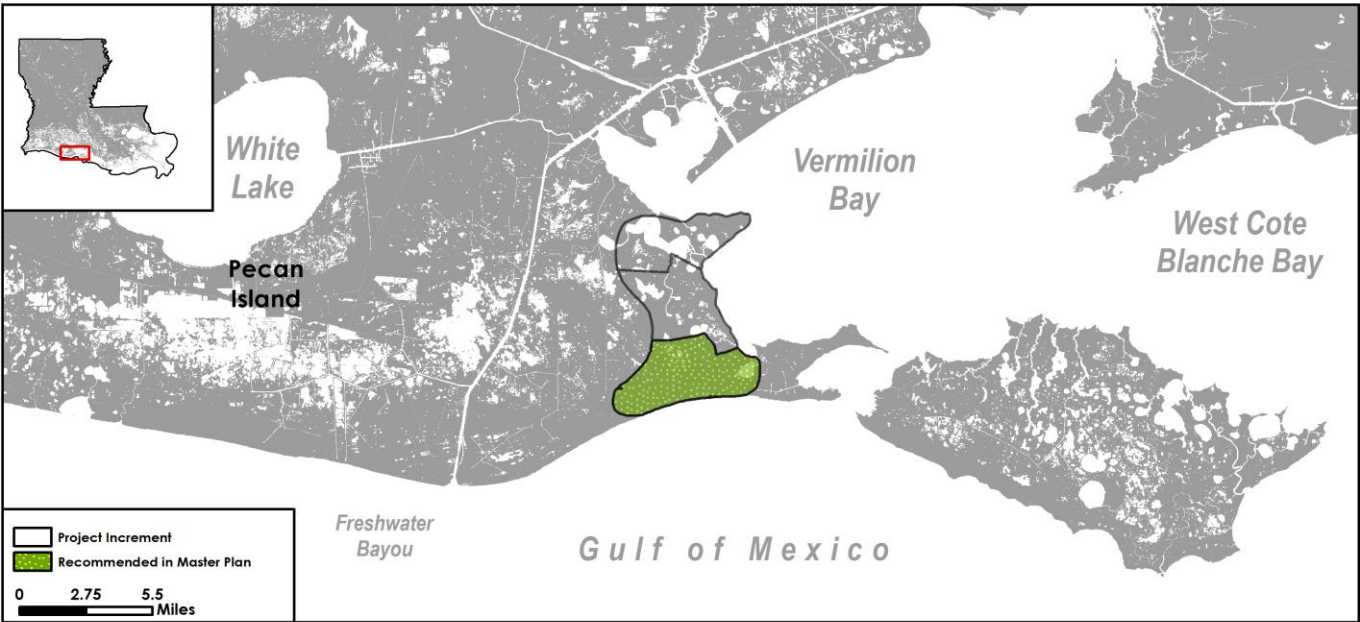 White
Lake
Vermilion
Bay
West Cote
Blanche Bay
Pecan
Island
Freshwater
Bayou
Gulf of Mexico
Project Increment
Recommended in Master Plan
0 2.75 5.5
Miles